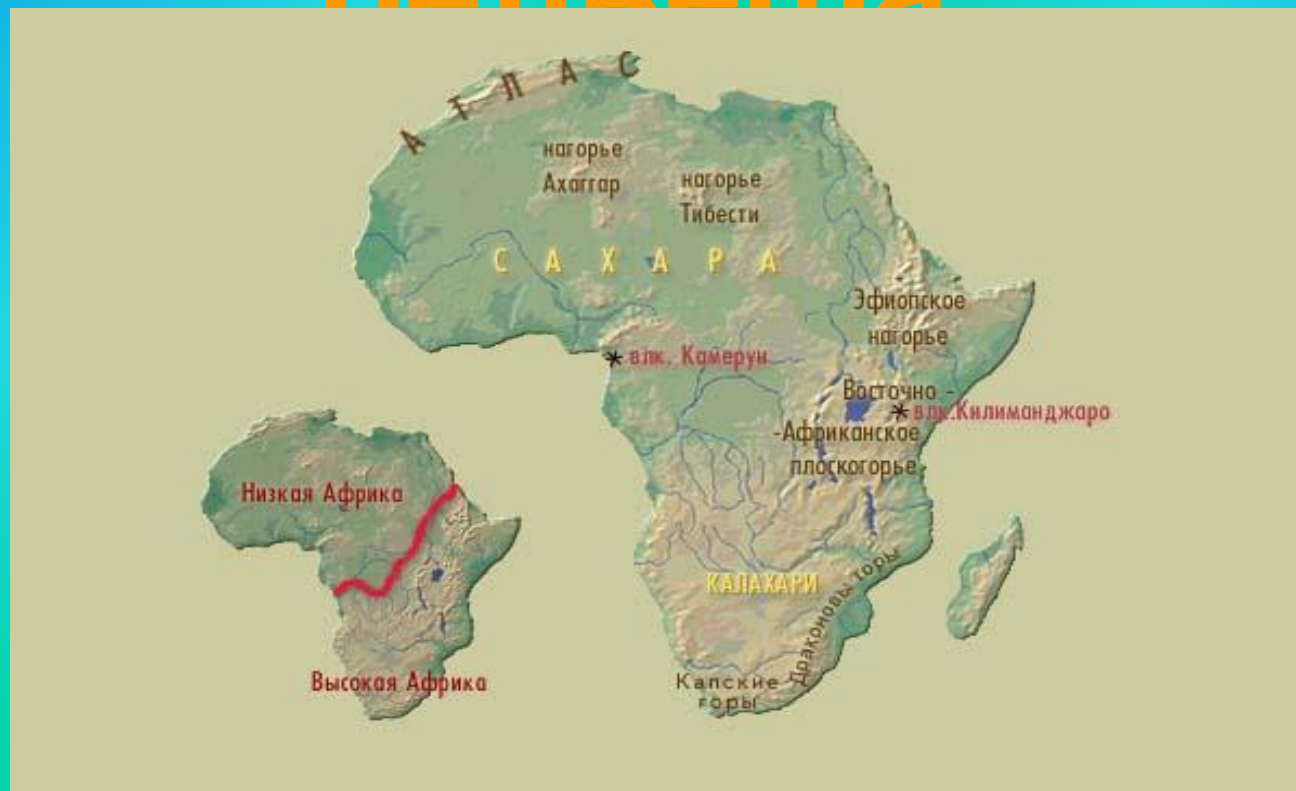 АТЛАС
нагорье
Ахаггар
нагорье
Тибести
САХАРА
Эфиопское
нагорье
влк. Камерун
Восточно -
влк.Килиманджаро
-Африканское
плоскогорье
Низкая Африка
КАЛАХАРИ
Драконовы горы
Высокая Африка
Капские
горы